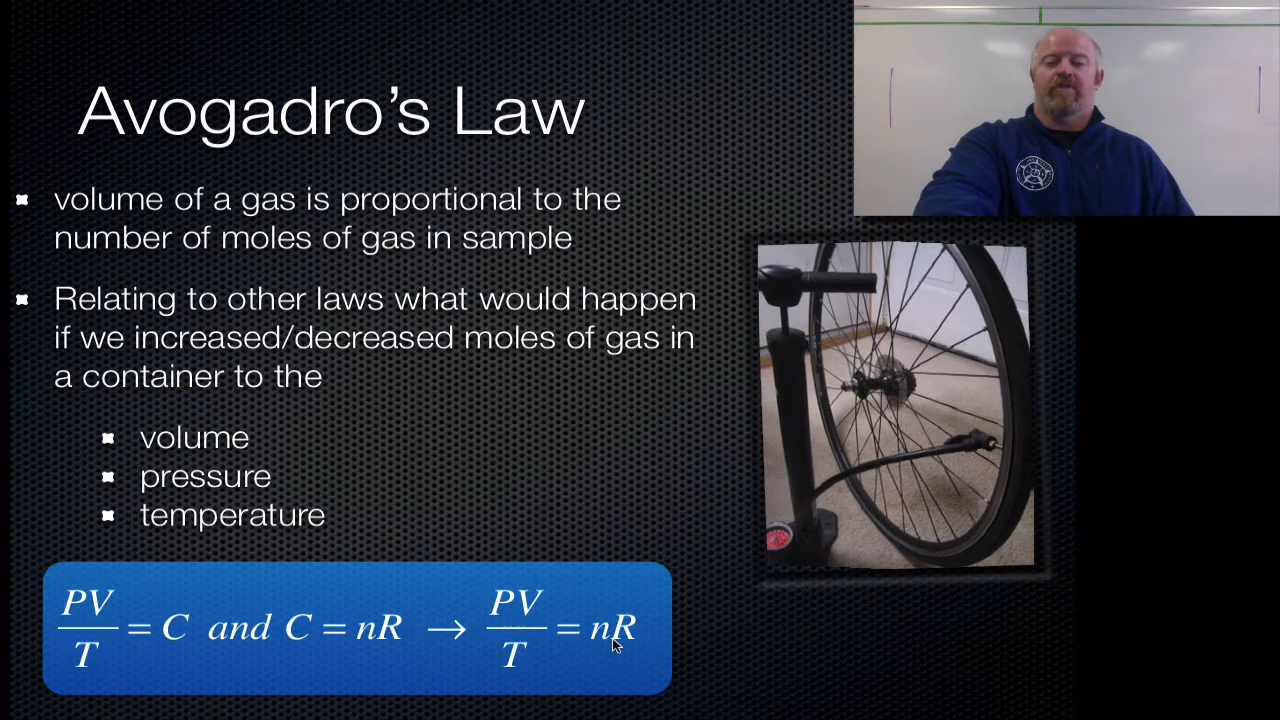 Avogadro's Law
volume of a gas is proportional to the
number of moles of gas in sample
Relating to other laws what would happen
if we increased/decreased moles of gas in
a container to the
volume
pressure
temperature
PV/T = C and C = nR → PV/T = nR